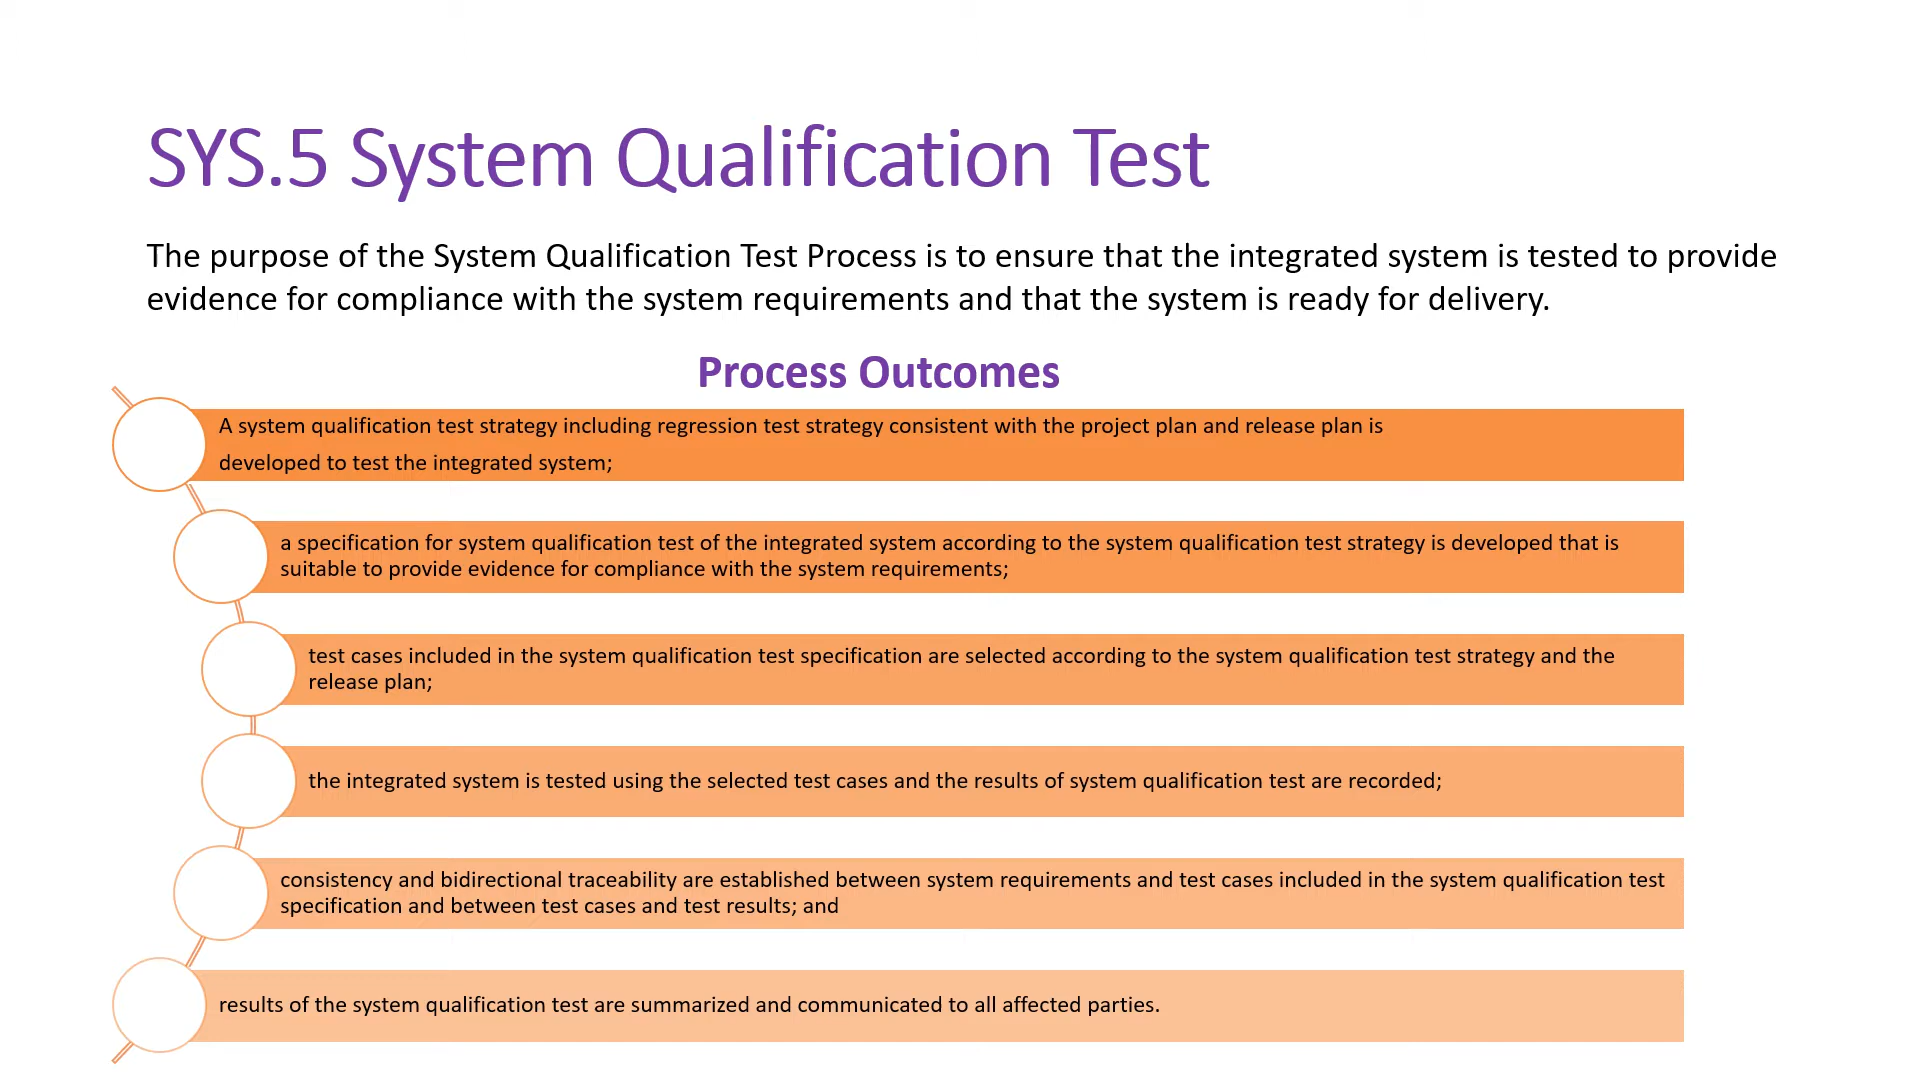 SYS.5 System Qualification Test
The purpose of the System Qualification Test Process is to ensure that the integrated system is tested to provide
evidence for compliance with the system requirements and that the system is ready for delivery.
Process Outcomes
A system qualification test strategy including regression test strategy consistent with the project plan and release plan is
developed to test the integrated system;
a specification for system qualification test of the integrated system according to the system qualification test strategy is developed that is
suitable to provide evidence for compliance with the system requirements;
test cases included in the system qualification test specification are selected according to the system qualification test strategy and the
release plan;
the integrated system is tested using the selected test cases and the results of system qualification test are recorded;
consistency and bidirectional traceability are established between system requirements and test cases included in the system qualification test
specification and between test cases and test results; and
results of the system qualification test are summarized and communicated to all affected parties.